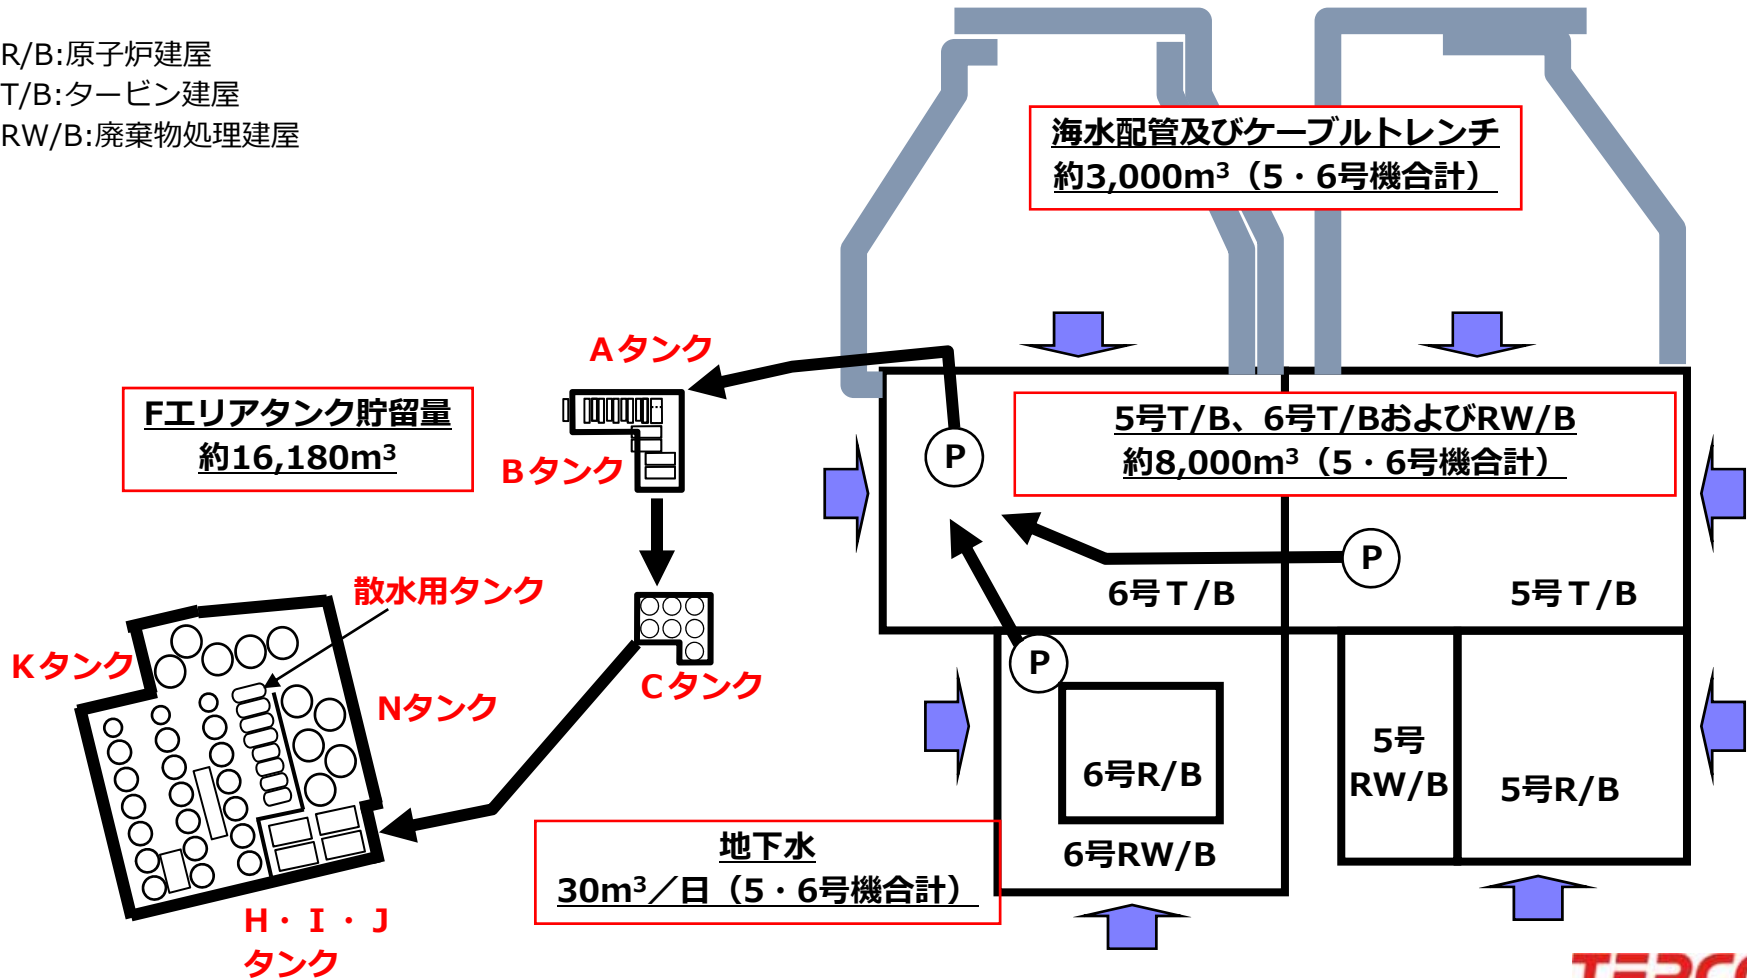 R/B:原子炉建屋
T/B:タービン建屋
RW/B:廃棄物処理建屋
海水配管及びケーブルトレンチ
約3,000m³（5・6号機合計）
Aタンク
Fエリアタンク貯留量
約16,180m³
Bタンク
5号T/B、6号T/BおよびRW/B
約8,000m³（5・6号機合計）
P
P
散水用タンク
6号T/B
5号T/B
Kタンク
Cタンク
P
Nタンク
5号
RW/B
6号R/B
5号R/B
地下水
30m³／日（5・6号機合計）
6号RW/B
H・I・J
タンク